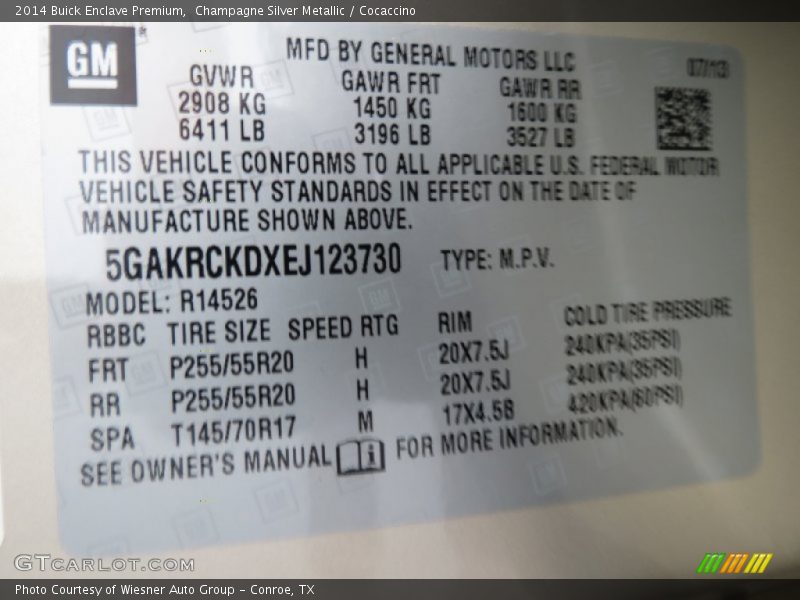 2014 Buick Enclave Premium, Champagne Silver Metallic / Cocaccino
GM
MFD BY GENERAL MOTORS LLC
07/13
GVWR GAWR FRT GAWR RR
2908 KG 1450 KG 1600 KG
6411 LB 3196 LB 3527 LB
THIS VEHICLE CONFORMS TO ALL APPLICABLE U.S. FEDERAL MOTOR
VEHICLE SAFETY STANDARDS IN EFFECT ON THE DATE OF
MANUFACTURE SHOWN ABOVE.
5GAKRCKDXEJ123730 TYPE: M.P.V.
MODEL: R14526
RBBC TIRE SIZE SPEED RTG RIM COLD TIRE PRESSURE
FRT P255/55R20 H 20X7.5J 240KPA(35PSI)
RR P255/55R20 H 20X7.5J 240KPA(35PSI)
SPA T145/70R17 M 17X4.5B 420KPA(60PSI)
SEE OWNER'S MANUAL FOR MORE INFORMATION.
GTCARLOT.COM
Photo Courtesy of Wiesner Auto Group - Conroe, TX